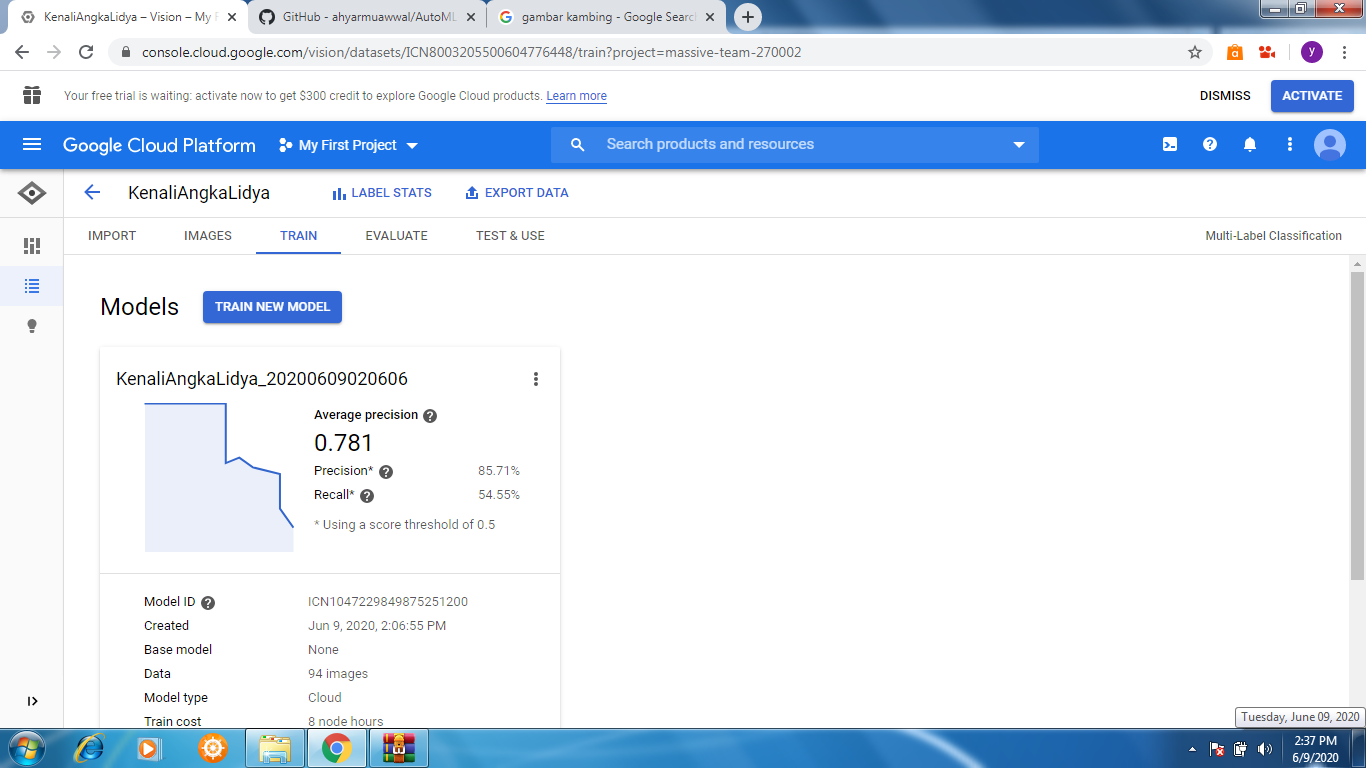 KenaliAngkaLidya – Vision – My F
GitHub - ahyarmuawwal/AutoML
gambar kambing - Google Search
console.cloud.google.com/vision/datasets/ICN8003205500604776448/train?project=massive-team-270002
y
Your free trial is waiting: activate now to get $300 credit to explore Google Cloud products. Learn more
DISMISS
ACTIVATE
Google Cloud Platform
My First Project
Search products and resources
KenaliAngkaLidya
LABEL STATS
EXPORT DATA
IMPORT
IMAGES
TRAIN
EVALUATE
TEST & USE
Multi-Label Classification
Models
TRAIN NEW MODEL
KenaliAngkaLidya_20200609020606
Average precision
0.781
Precision* 85.71%
Recall* 54.55%
* Using a score threshold of 0.5
Model ID ICN1047229849875251200
Created Jun 9, 2020, 2:06:55 PM
Base model None
Data 94 images
Model type Cloud
Train cost 8 node hours
Tuesday, June 09, 2020
2:37 PM
6/9/2020